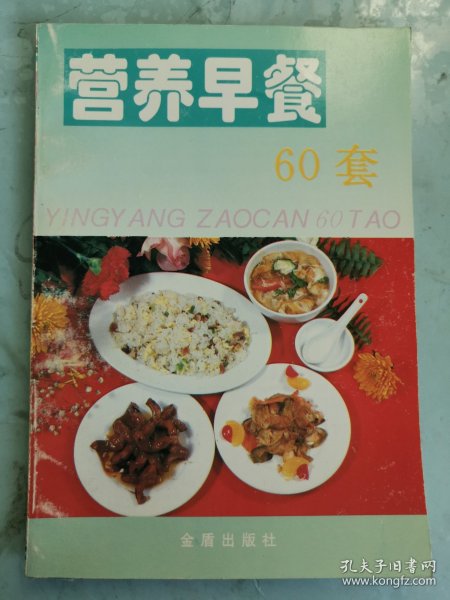 营养早餐
60套
YINGYANG ZAOCAN 60 TAO
金盾出版社
孔夫子旧书网
www.kongfz.com